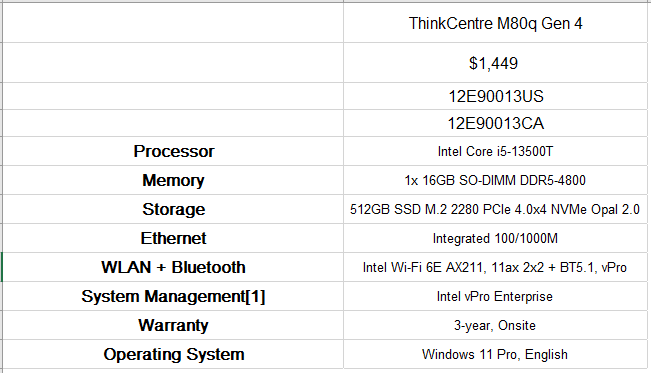 ThinkCentre M80q Gen 4
$1,449
12E90013US
12E90013CA
Processor Intel Core i5-13500T
Memory 1x 16GB SO-DIMM DDR5-4800
Storage 512GB SSD M.2 2280 PCIe 4.0x4 NVMe Opal 2.0
Ethernet Integrated 100/1000M
WLAN + Bluetooth Intel Wi-Fi 6E AX211, 11ax 2x2 + BT5.1, vPro
System Management[1] Intel vPro Enterprise
Warranty 3-year, Onsite
Operating System Windows 11 Pro, English